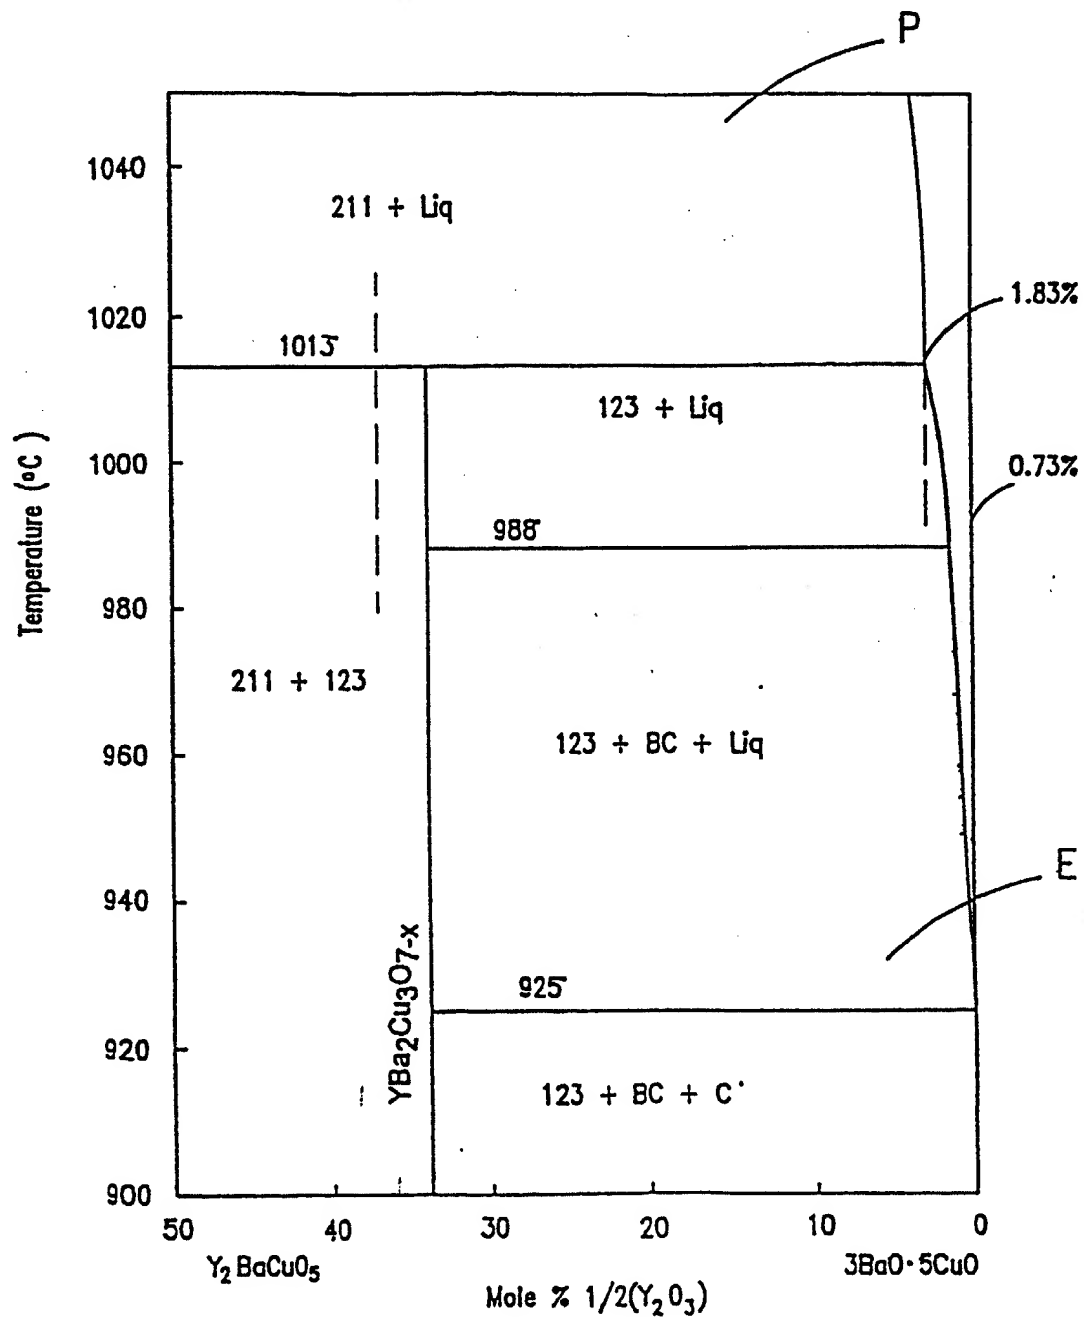 P
1040
211 + Liq
1020
1.83%
1013
123 + Liq
1000
0.73%
988
980
211 + 123
123 + BC + Liq
960
940
E
925
920
123 + BC + C
900
YBa₂Cu₃O₇₋ₓ
Temperature (°C)
50 40 30 20 10 0
Y₂BaCuO₅
3BaO·5CuO
Mole % 1/2(Y₂O₃)